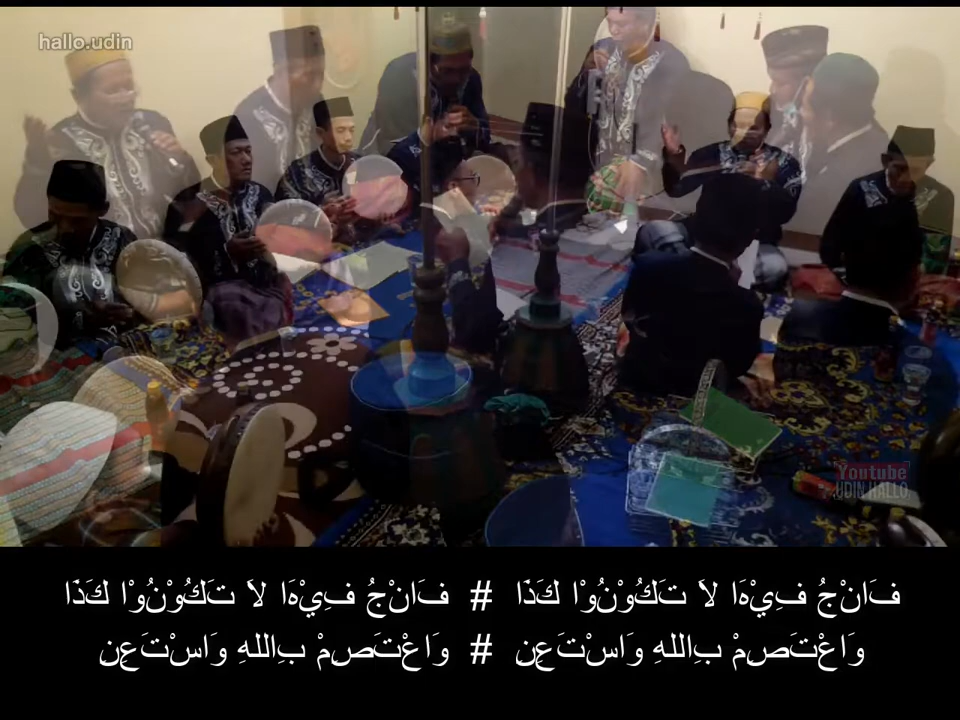 hallo.udin
Youtube
UDIN HALLO
فَانْجُ فِيْهَا لاَ تَكُوْنُوْا كَذَا # فَانْجُ فِيْهَا لاَ تَكُوْنُوْا كَذَا
وَاعْتَصِمْ بِاللهِ وَاسْتَعِنِ # وَاعْتَصِمْ بِاللهِ وَاسْتَعِنِ